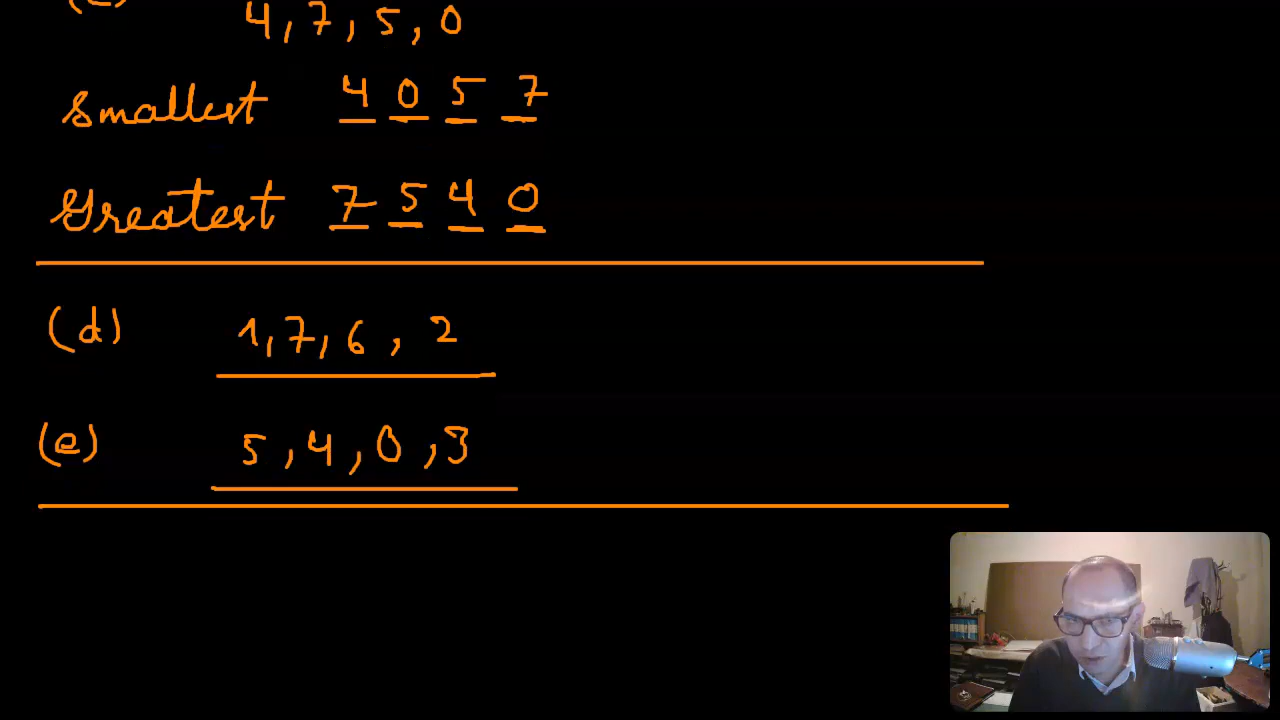 4, 7, 5, 0
Smallest 4 0 5 7
Greatest 7 5 4 0
(d) 1, 7, 6, 2
(e) 5, 4, 0, 3